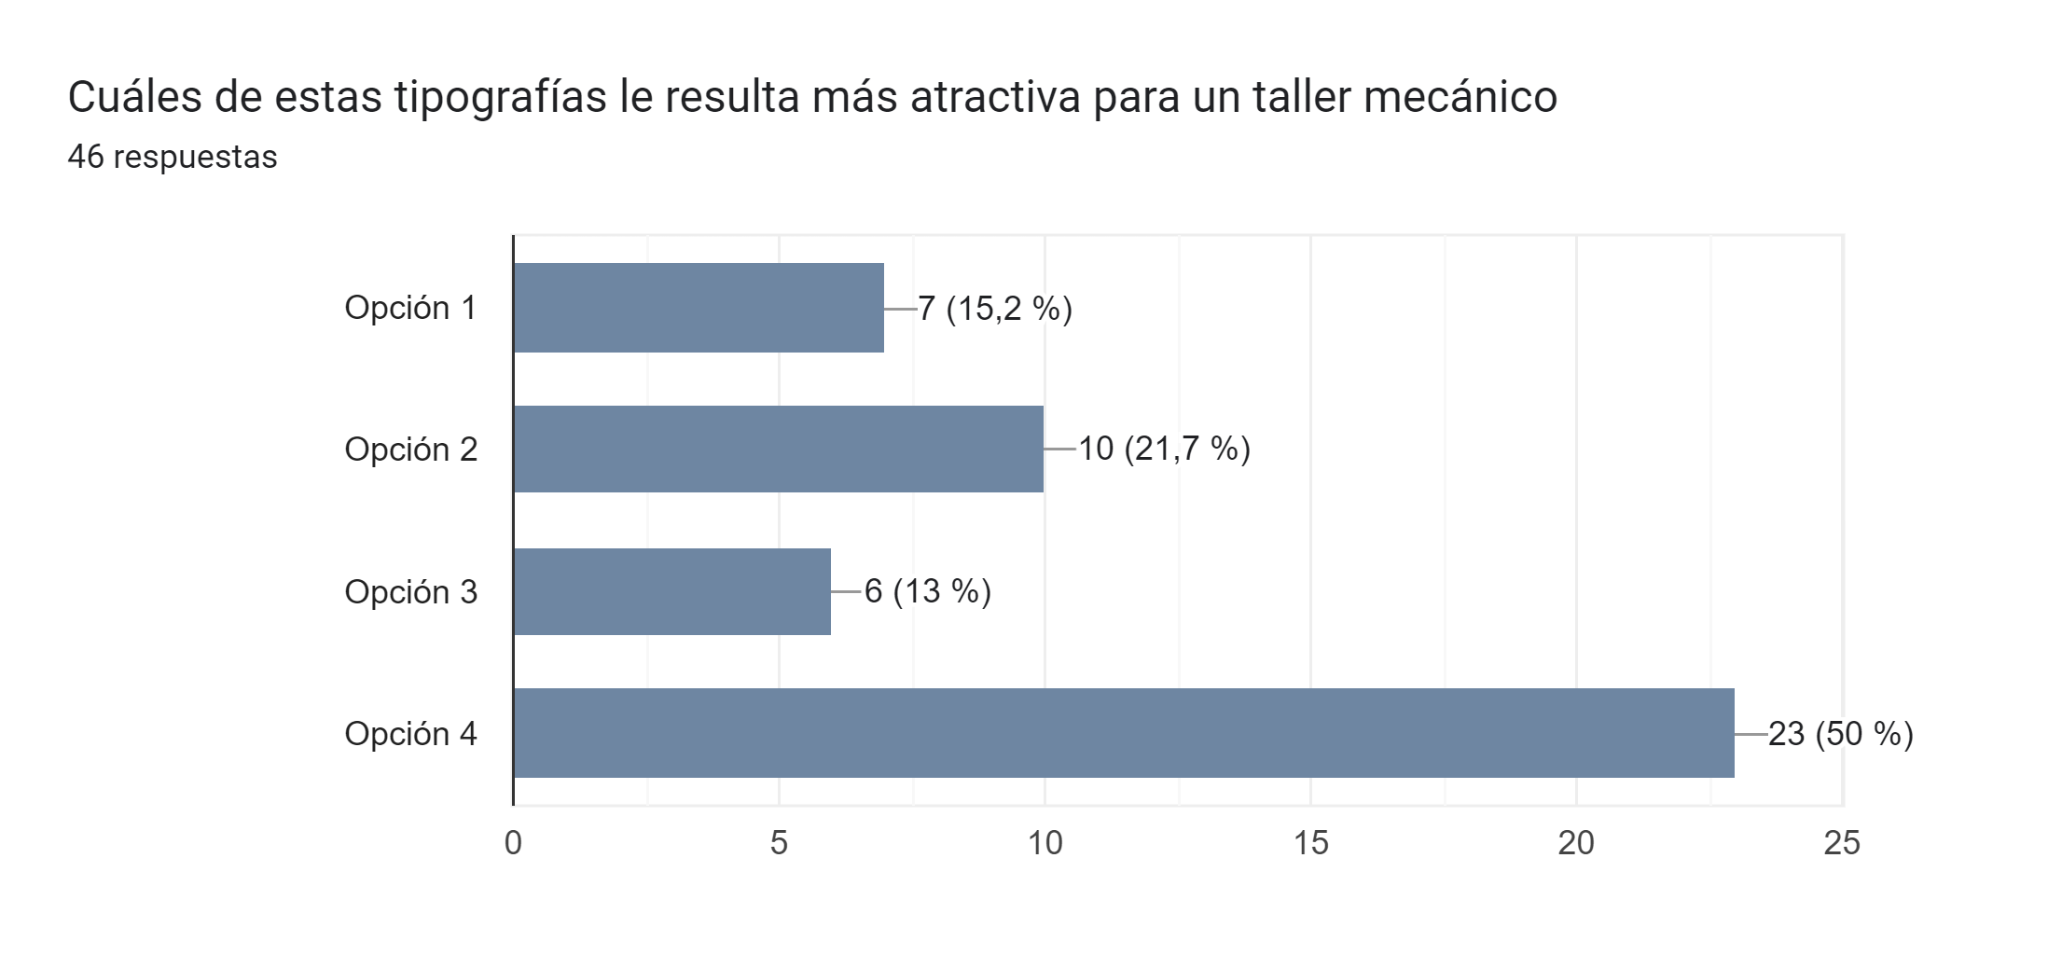 Cuáles de estas tipografías le resulta más atractiva para un taller mecánico
46 respuestas
Opción 1 7 (15,2 %)
Opción 2 10 (21,7 %)
Opción 3 6 (13 %)
Opción 4 23 (50 %)
0 5 10 15 20 25